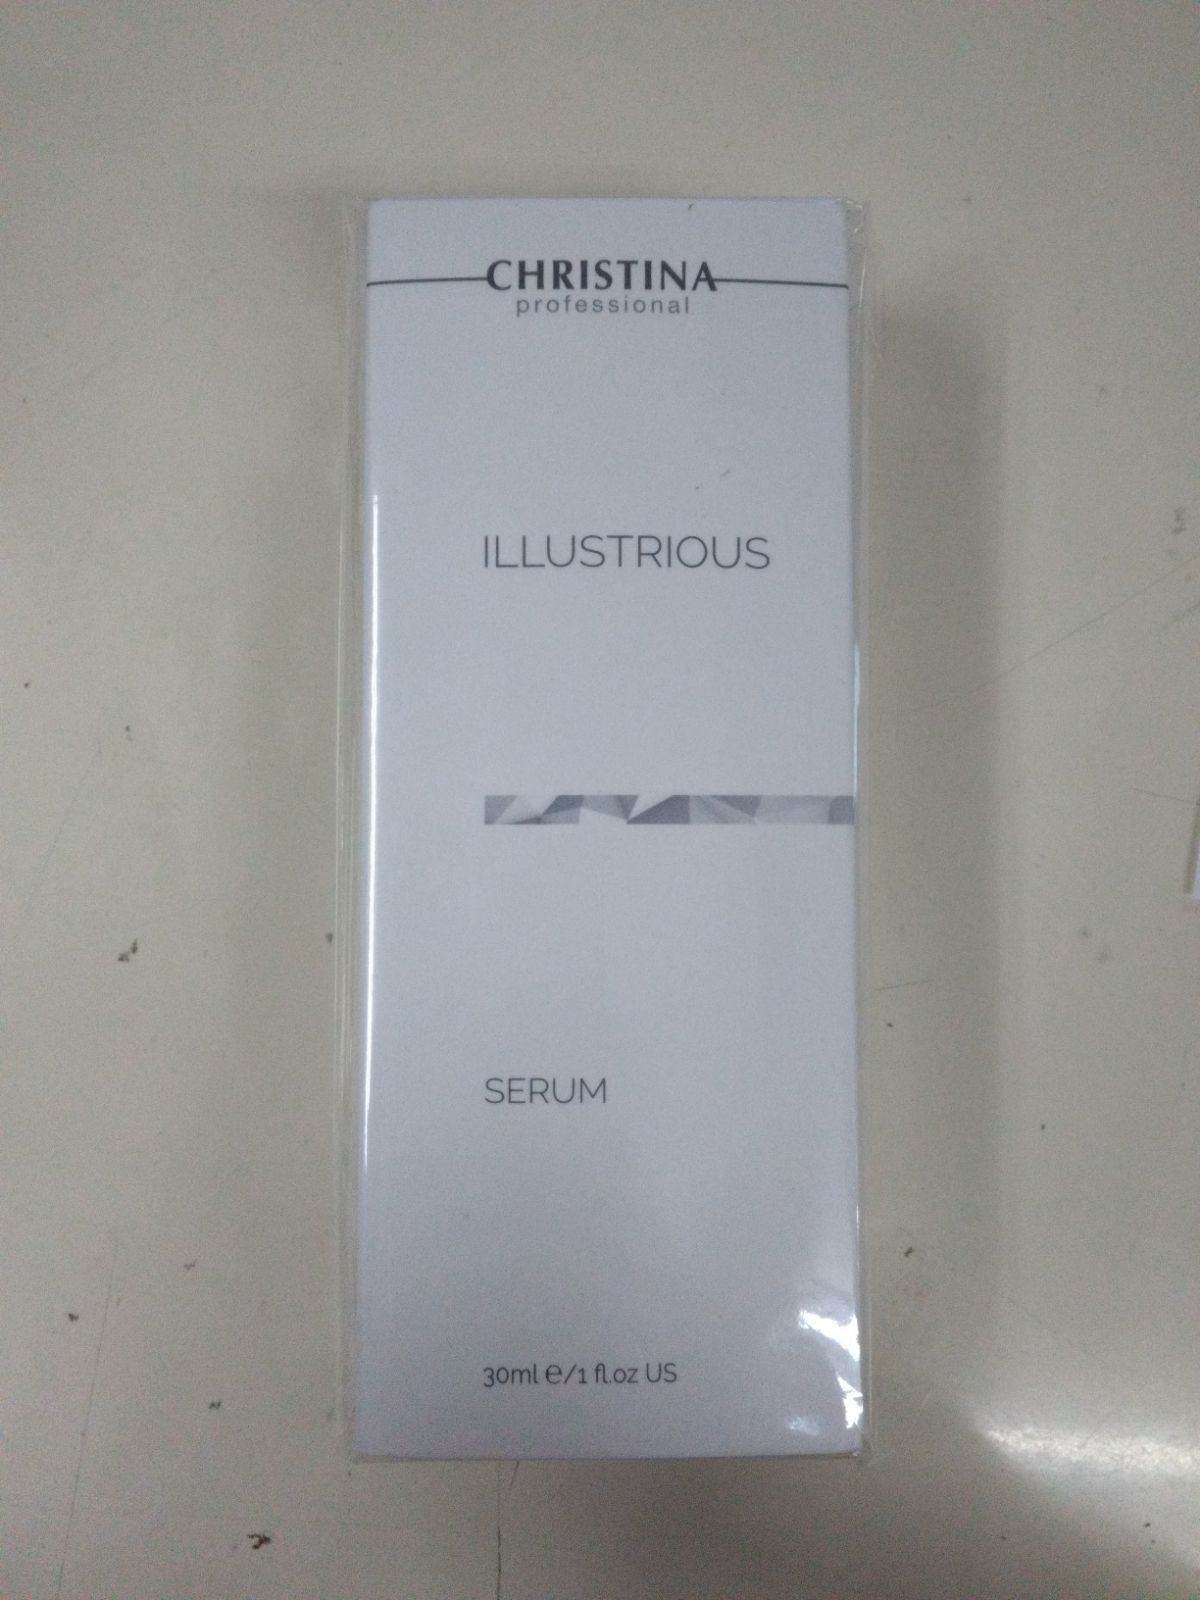 CHRISTINA
professional
ILLUSTRIOUS
SERUM
30ml ℮/1 fl.oz US